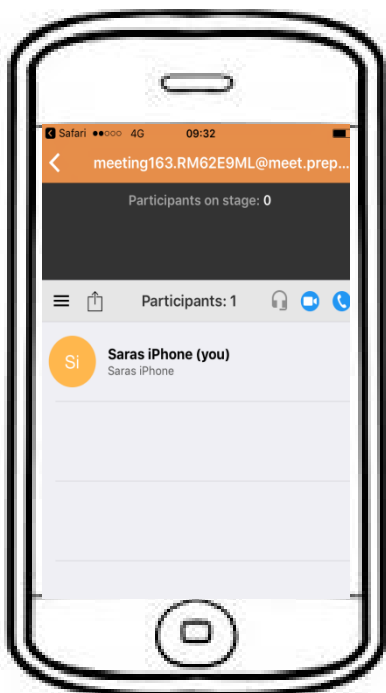 Safari 4G 09:32
meeting163.RM62E9ML@meet.prep...
Participants on stage: 0
Participants: 1
Si
Saras iPhone (you)
Saras iPhone